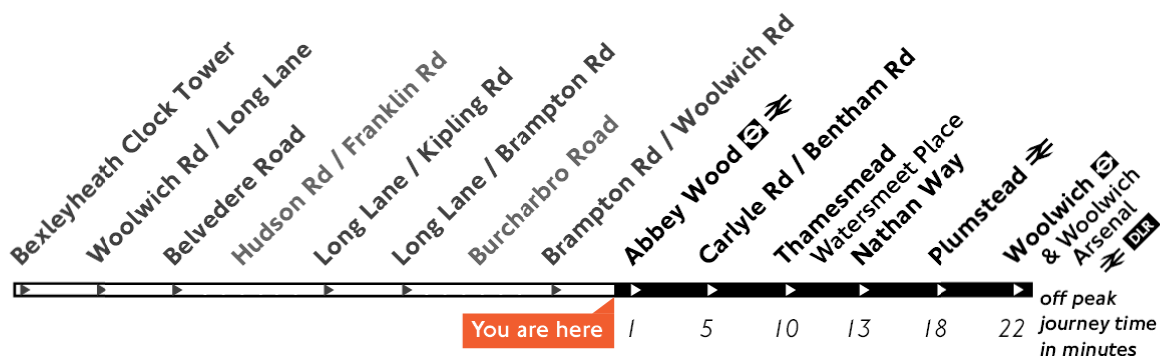 Bexleyheath Clock Tower
Woolwich Rd / Long Lane
Belvedere Road
Hudson Rd / Franklin Rd
Long Lane / Kipling Rd
Long Lane / Brampton Rd
Burcharbro Road
Brampton Rd / Woolwich Rd
Abbey Wood
Carlyle Rd / Bentham Rd
Thamesmead
Watersmeet Place
Nathan Way
Plumstead
Woolwich
& Woolwich
Arsenal
DLR
You are here
1 5 10 13 18 22
off peak
journey time
in minutes